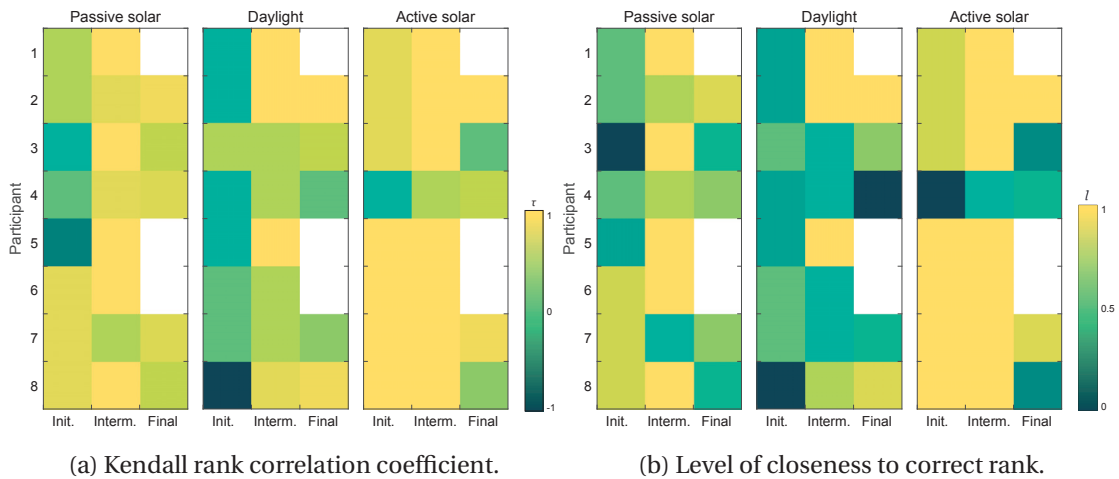 (a) Passive solar Daylight Active solar
Participant
1
2
3
4
5
6
7
8
Init. Interm. Final Init. Interm. Final Init. Interm. Final
τ
1
0
-1
(a) Kendall rank correlation coefficient.
(b) Passive solar Daylight Active solar
Participant
1
2
3
4
5
6
7
8
Init. Interm. Final Init. Interm. Final Init. Interm. Final
l
1
0.5
0
(b) Level of closeness to correct rank.